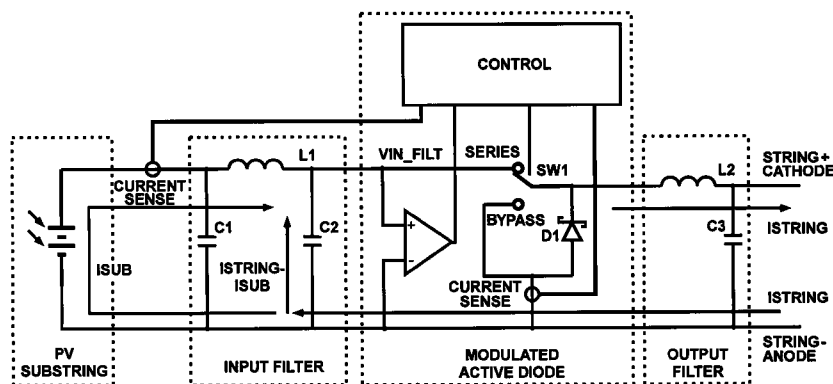 CONTROL
L1
VIN_FILT
SERIES
SW1
L2
STRING+
CATHODE
CURRENT
SENSE
C1
C2
+
-
BYPASS
D1
C3
ISTRING
ISUB
ISTRING-
ISUB
CURRENT
SENSE
ISTRING
STRING-
ANODE
PV
SUBSTRING
INPUT FILTER
MODULATED
ACTIVE DIODE
OUTPUT
FILTER